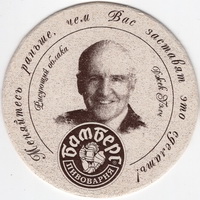 Меняйтесь раньше, чем Вас заставят это сделать!
Джек Уэлч
Бамберг
ПИВОВАРНЯ